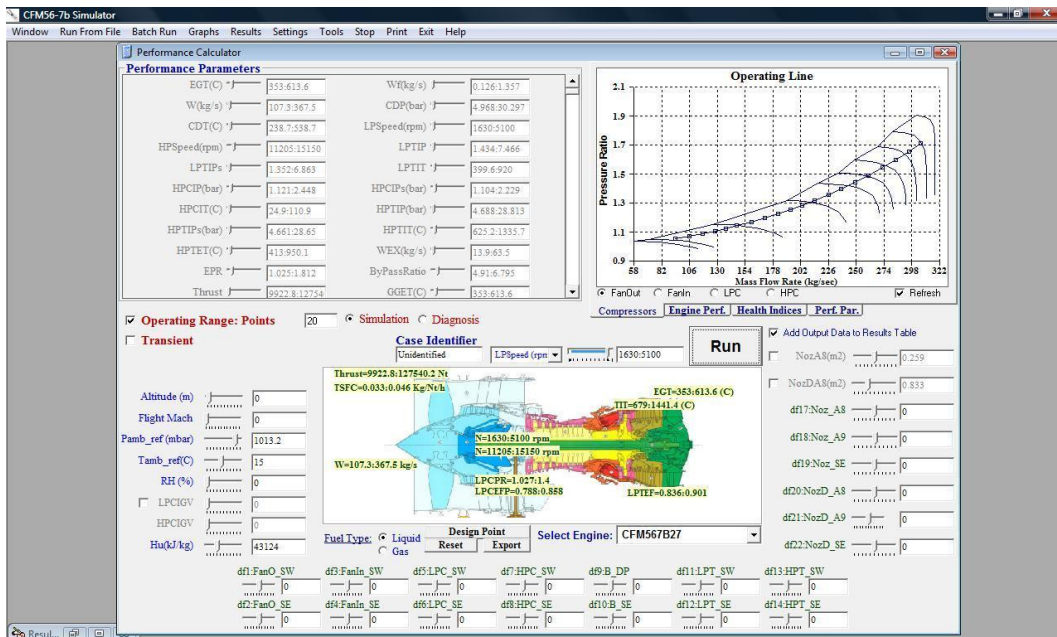 CFM56-7b Simulator
Window Run From File Batch Run Graphs Results Settings Tools Stop Print Exit Help
Performance Calculator
Performance Parameters
EGT(C) 353:613.6 Wf(kg/s) 0.126:1.357
W(kg/s) 107.3:367.5 CDP(bar) 4.968:30.297
CDT(C) 238.7:538.7 LPSpeed(rpm) 1630:5100
HPSpeed(rpm) 11205:15150 LPTIP 1.434:7.466
LPTIPs 1.352:6.863 LPTIT 399.6:920
HPCIP(bar) 1.121:2.448 HPCIPs(bar) 1.104:2.229
HPCIT(C) 24.9:110.9 HPTIP(bar) 4.688:28.813
HPTIPs(bar) 4.661:28.65 HPTIT(C) 625.2:1335.7
HPTET(C) 413:950.1 WEX(kg/s) 13.9:63.5
EPR 1.025:1.812 ByPassRatio 4.91:6.795
Thrust 9922.8:12754 GGET(C) 353:613.6
Operating Line
Pressure Ratio
2.1
1.9
1.7
1.5
1.3
1.1
0.9
58 82 106 130 154 178 202 226 250 274 298 322
Mass Flow Rate (kg/sec)
FanOut FanIn LPC HPC Refresh
Compressors Engine Perf. Health Indices Perf. Par.
Operating Range: Points 20 Simulation Diagnosis
Transient
Case Identifier
Unidentified LPSpeed (rpm 1630:5100
Run
Add Output Data to Results Table
NozA8(m2) 0.259
NozDA8(m2) 0.833
df17:Noz_A8 0
df18:Noz_A9 0
df19:Noz_SE 0
df20:NozD_A8 0
df21:NozD_A9 0
df22:NozD_SE 0
Altitude (m) 0
Flight Mach 0
Pamb_ref (mbar) 1013.2
Tamb_ref(C) 15
RH (%) 0
LPCIGV 0
HPCIGV 0
Hu(kJ/kg) 43124
Thrust=9922.8:127540.2 Nt
TSFC=0.033:0.046 Kg/Nt/h
EGT=353:613.6 (C)
TIT=679:1441.4 (C)
N=1630:5100 rpm
N=11205:15150 rpm
W=107.3:367.5 kg/s
LPCPR=1.027:1.4
LPCEFP=0.788:0.858
LPTEF=0.836:0.901
Fuel Type: Liquid Gas
Design Point
Reset Export
Select Engine: CFM567B27
df1:FanO_SW df3:FanIn_SW df5:LPC_SW df7:HPC_SW df9:B_DP df11:LPT_SW df13:HPT_SW
0 0 0 0 0 0 0
df2:FanO_SE df4:FanIn_SE df6:LPC_SE df8:HPC_SE df10:B_SE df12:LPT_SE df14:HPT_SE
0 0 0 0 0 0 0
Resul...